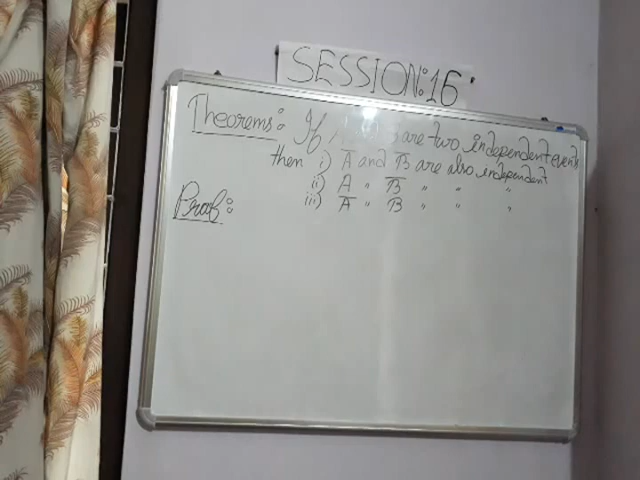 SESSION:16
Theorems: If B are two independent events
then i) A̅ and B̅ are also independent
ii) A " B̅ " " "
iii) A̅ " B " " "
Proof: